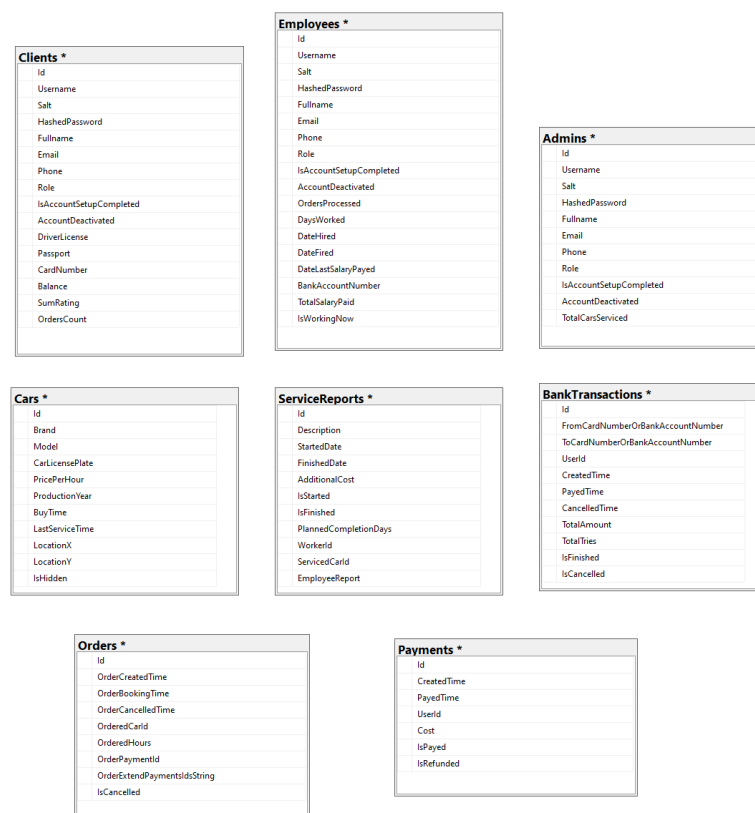 Clients *
Id
Username
Salt
HashedPassword
Fullname
Email
Phone
Role
IsAccountSetupCompleted
AccountDeactivated
DriverLicense
Passport
CardNumber
Balance
SumRating
OrdersCount
Employees *
Id
Username
Salt
HashedPassword
Fullname
Email
Phone
Role
IsAccountSetupCompleted
AccountDeactivated
OrdersProcessed
DaysWorked
DateHired
DateFired
DateLastSalaryPayed
BankAccountNumber
TotalSalaryPaid
IsWorkingNow
Admins *
Id
Username
Salt
HashedPassword
Fullname
Email
Phone
Role
IsAccountSetupCompleted
AccountDeactivated
TotalCarsServiced
Cars *
Id
Brand
Model
CarLicensePlate
PricePerHour
ProductionYear
BuyTime
LastServiceTime
LocationX
LocationY
IsHidden
ServiceReports *
Id
Description
StartedDate
FinishedDate
AdditionalCost
IsStarted
IsFinished
PlannedCompletionDays
WorkerId
ServicedCarId
EmployeeReport
BankTransactions *
Id
FromCardNumberOrBankAccountNumber
ToCardNumberOrBankAccountNumber
UserId
CreatedTime
PayedTime
CancelledTime
TotalAmount
TotalTries
IsFinished
IsCancelled
Orders *
Id
OrderCreatedTime
OrderBookingTime
OrderCancelledTime
OrderedCarId
OrderedHours
OrderPaymentId
OrderExtendPaymentsIdsString
IsCancelled
Payments *
Id
CreatedTime
PayedTime
UserId
Cost
IsPayed
IsRefunded